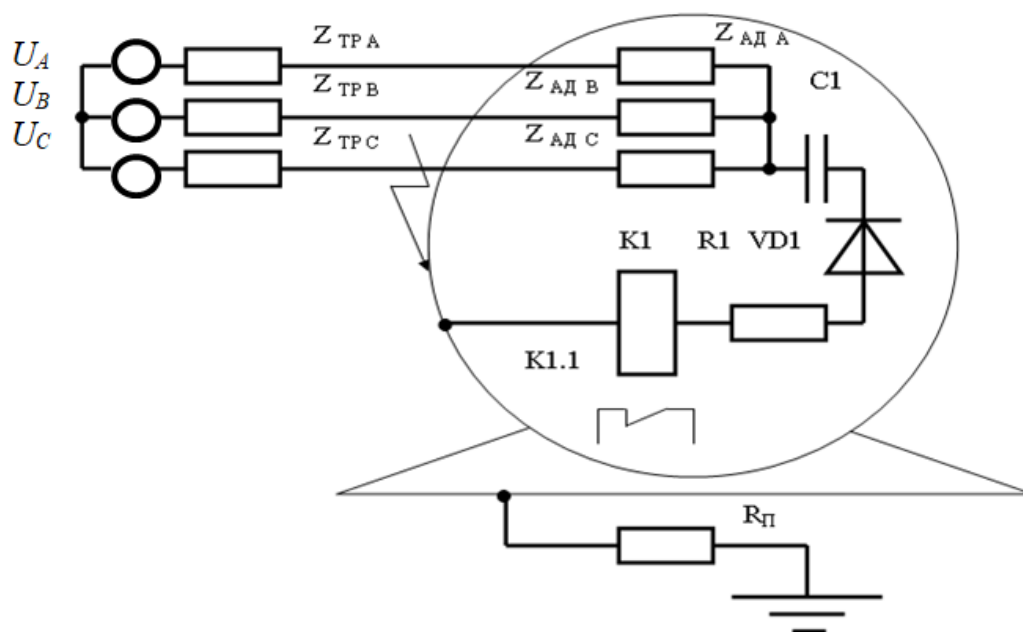 U_A
U_B
U_C
Z ТР А
Z ТР В
Z ТР С
Z АД А
Z АД В
Z АД С
C1
K1
R1
VD1
K1.1
R_П